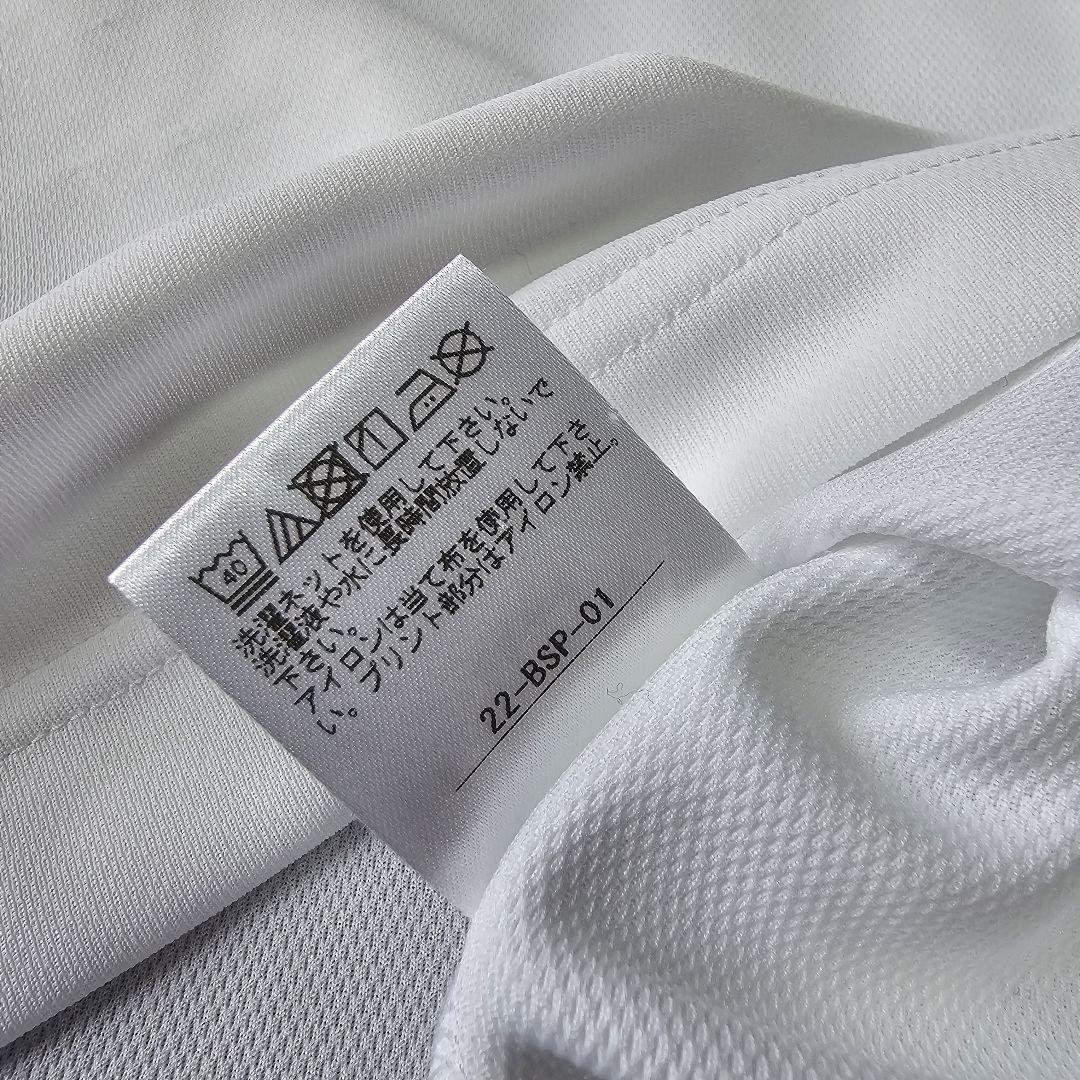 40
洗濯ネットを使用して下さい。
洗濯液や水に長時間放置しないで
下さい。
アイロンは当て布を使用して下さ
い。
プリント部分はアイロン禁止。
22-BSP-01